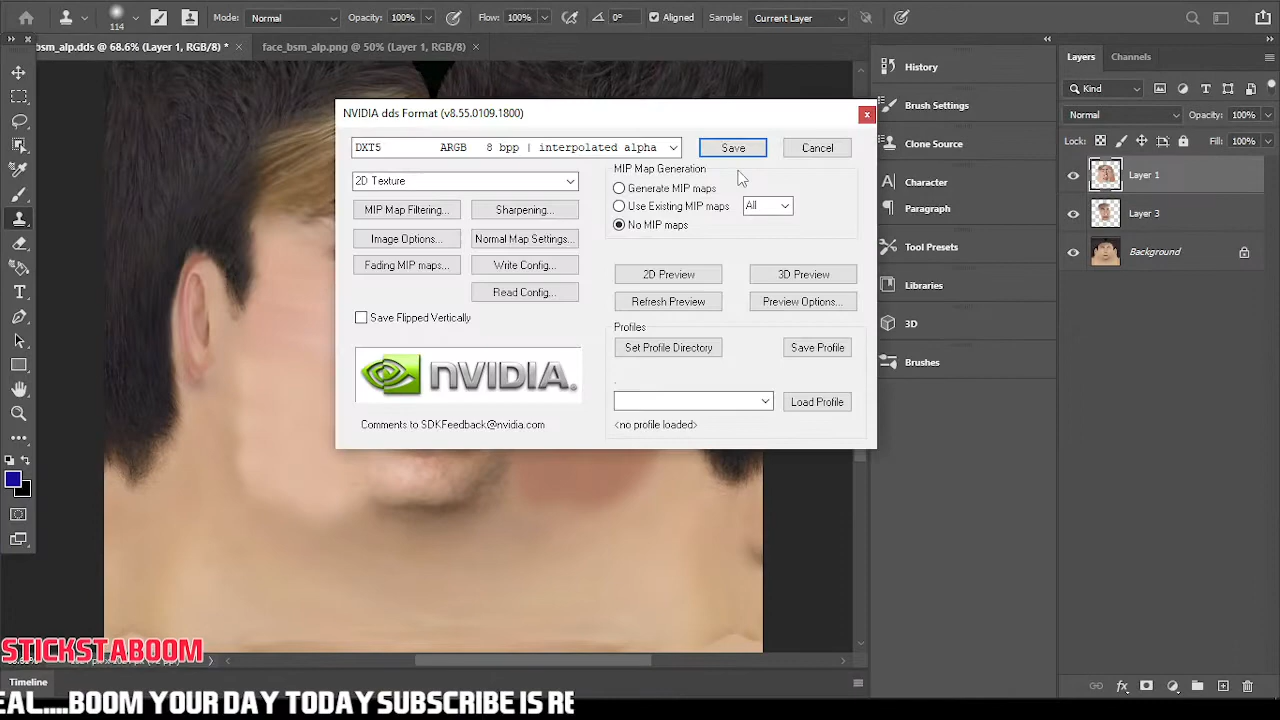 114 Mode: Normal Opacity: 100% Flow: 100% 0° Aligned Sample: Current Layer
bsm_alp.dds @ 68.6% (Layer 1, RGB/8) * × face_bsm_alp.png @ 50% (Layer 1, RGB/8) ×
NVIDIA dds Format (v8.55.0109.1800) x
DXT5 ARGB 8 bpp | interpolated alpha
Save
Cancel
2D Texture
MIP Map Generation
Generate MIP maps
Use Existing MIP maps
All
No MIP maps
MIP Map Filtering...
Sharpening...
Image Options...
Normal Map Settings...
Fading MIP maps...
Write Config...
Read Config...
2D Preview
3D Preview
Refresh Preview
Preview Options...
Save Flipped Vertically
Profiles
Set Profile Directory
Save Profile
Load Profile
<no profile loaded>
NVIDIA.
Comments to SDKFeedback@nvidia.com
History
Brush Settings
Clone Source
Character
Paragraph
Tool Presets
Libraries
3D
Brushes
Layers Channels
Kind
Normal Opacity: 100%
Lock: Fill: 100%
Layer 1
Layer 3
Background
STICKSTABOOM
Timeline
EAL....BOOM YOUR DAY TODAY SUBSCRIBE IS RE